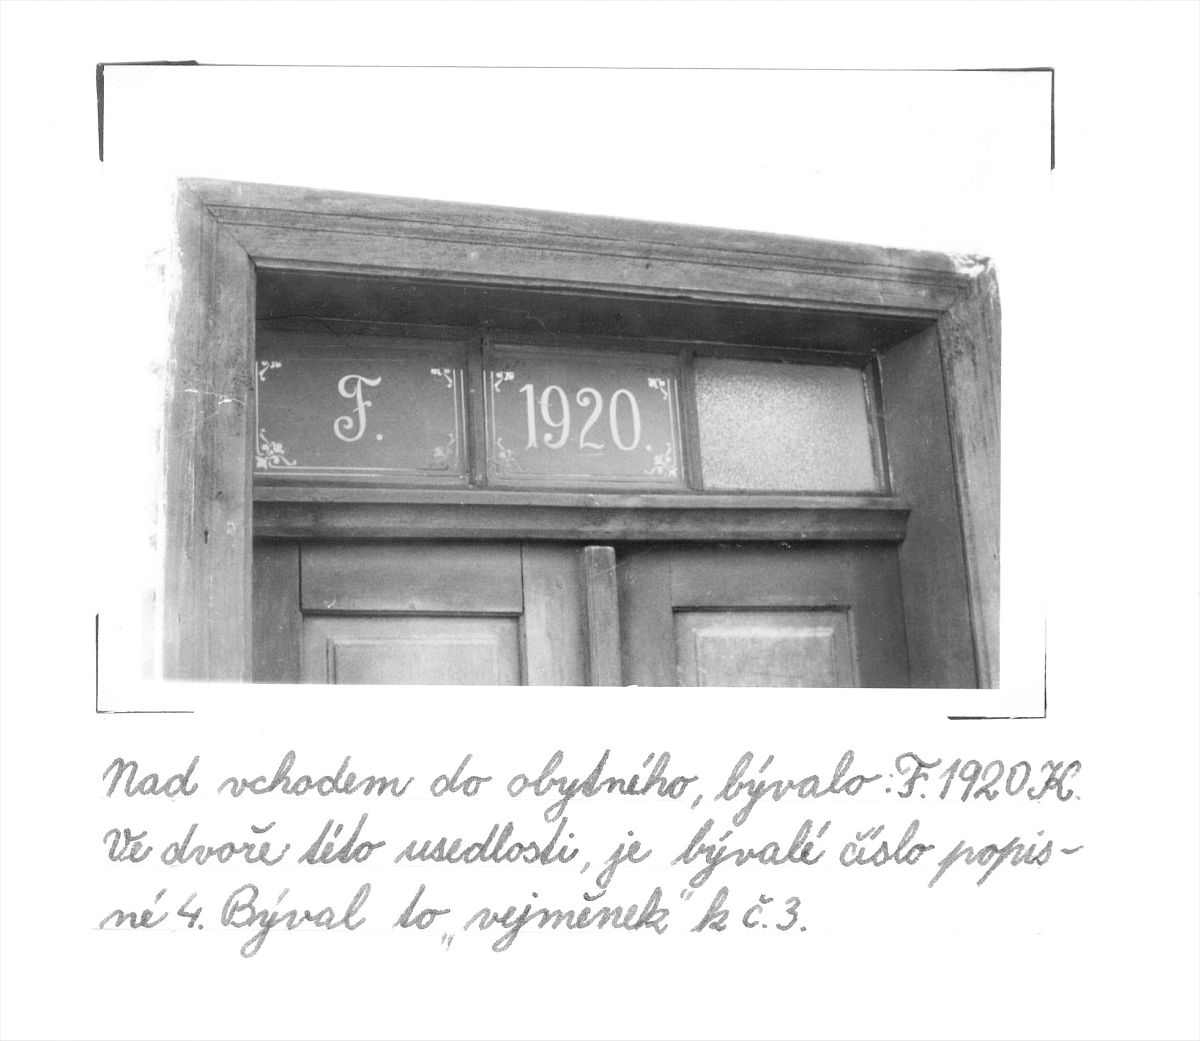 F. 1920.
Nad vchodem do obytného, bývalo: F. 1920 K.
Ve dvoře této usedlosti, je bývalé číslo popis-
né 4. Býval to „vejměnek" k č. 3.